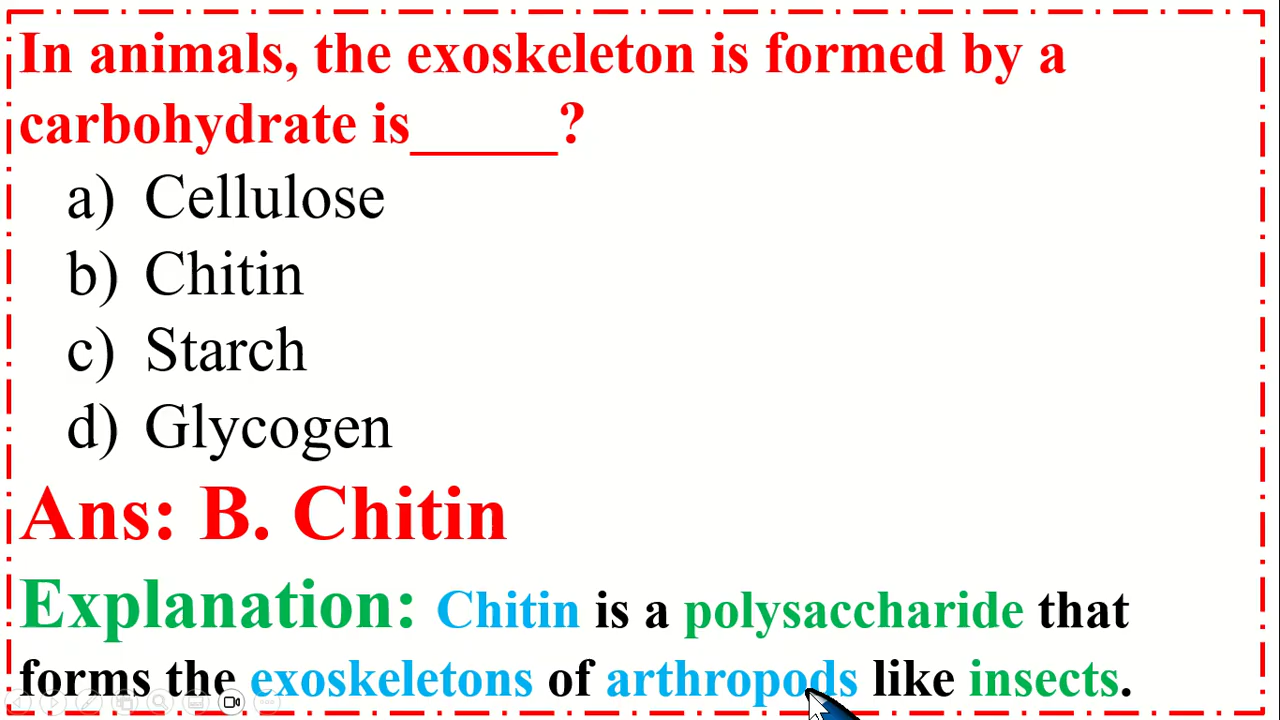 In animals, the exoskeleton is formed by a
carbohydrate is_____?
a) Cellulose
b) Chitin
c) Starch
d) Glycogen
Ans: B. Chitin
Explanation: Chitin is a polysaccharide that
forms the exoskeletons of arthropods like insects.